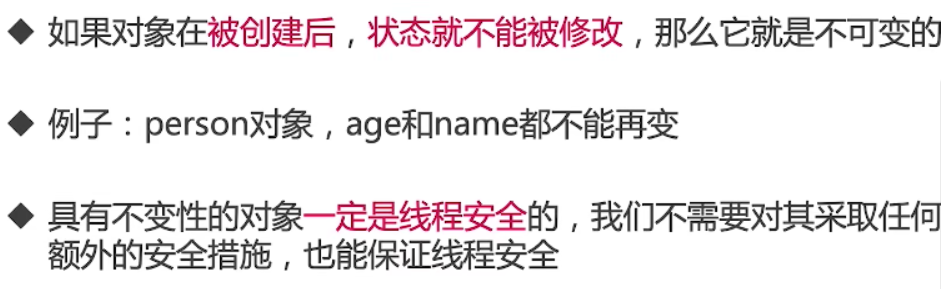 ◆ 如果对象在被创建后，状态就不能被修改，那么它就是不可变的
◆ 例子：person对象，age和name都不能再变
◆ 具有不变性的对象一定是线程安全的，我们不需要对其采取任何
额外的安全措施，也能保证线程安全